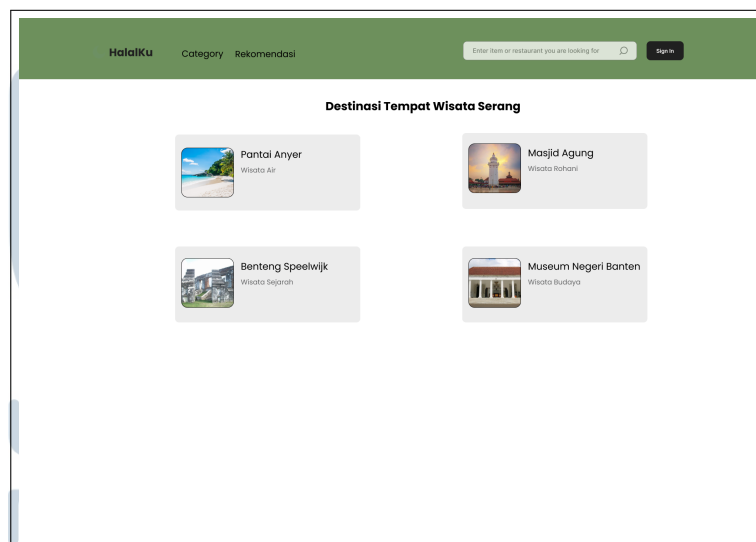 HalalKu
Category Rekomendasi
Enter item or restaurant you are looking for
Sign In
Destinasi Tempat Wisata Serang
Pantai Anyer
Wisata Air
Masjid Agung
Wisata Rohani
Benteng Speelwijk
Wisata Sejarah
Museum Negeri Banten
Wisata Budaya